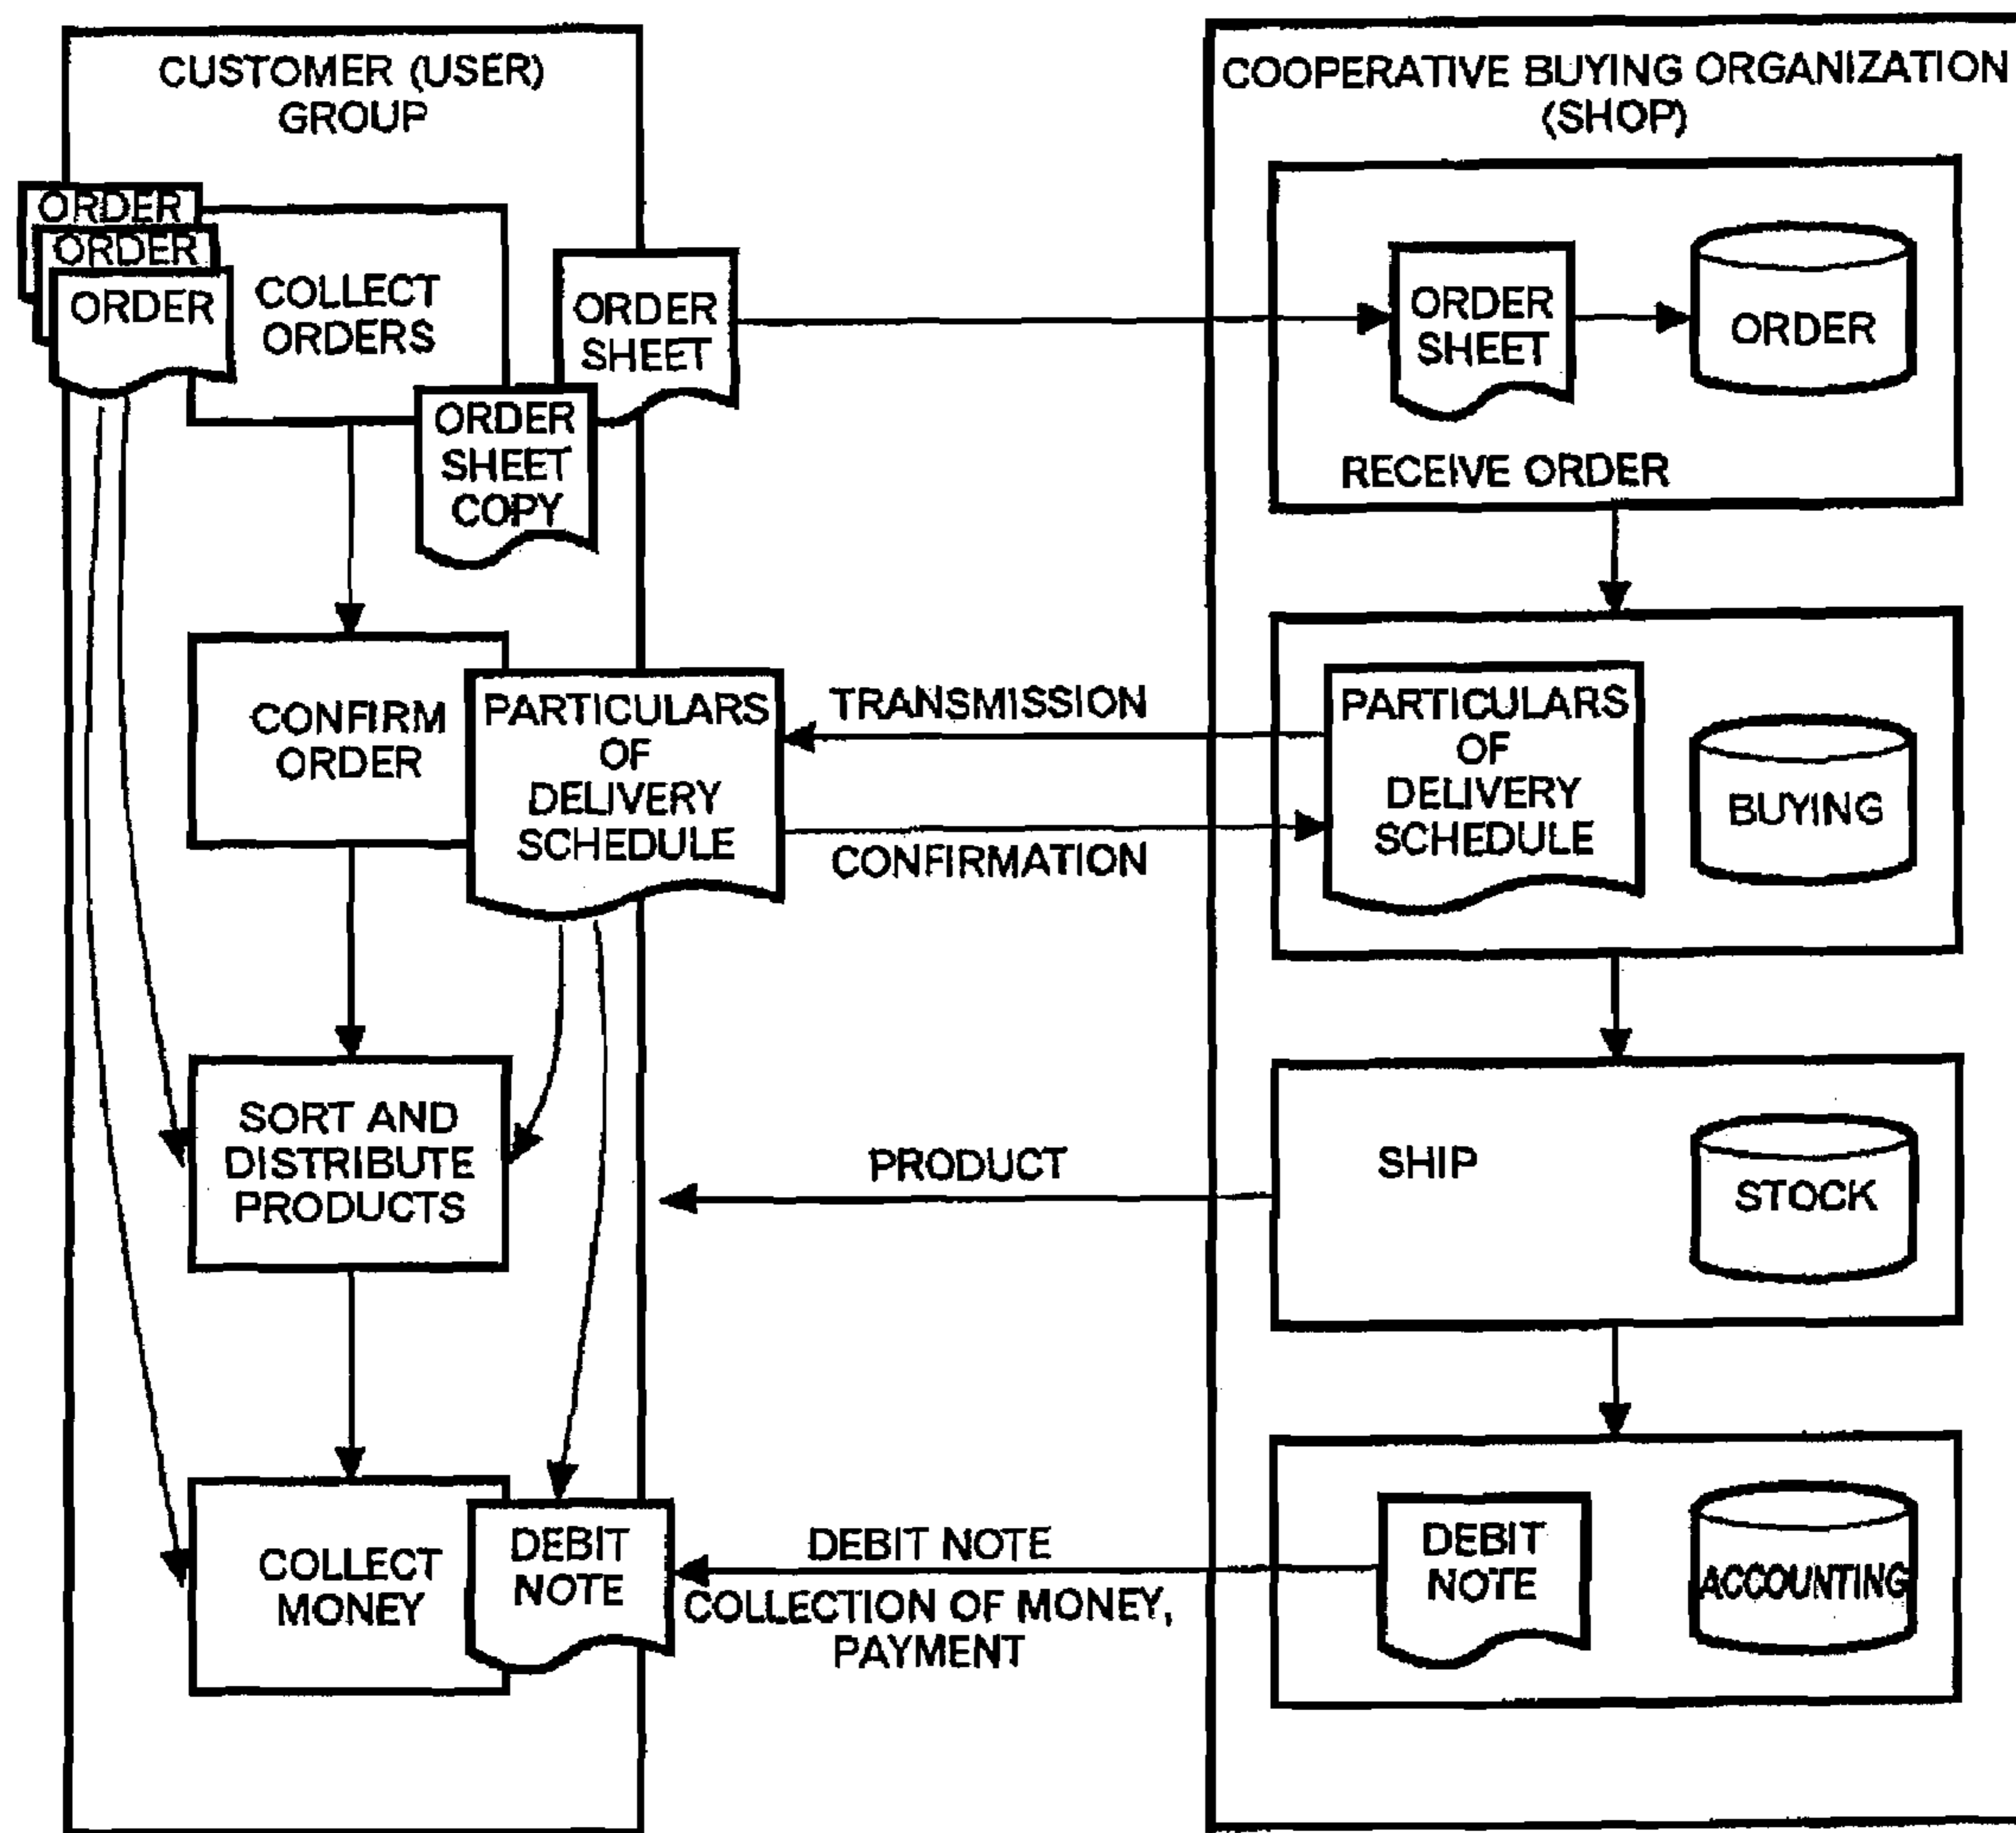 CUSTOMER (USER)
GROUP
ORDER
ORDER
ORDER
COLLECT
ORDERS
ORDER
SHEET
ORDER
SHEET
COPY
CONFIRM
ORDER
PARTICULARS
OF
DELIVERY
SCHEDULE
SORT AND
DISTRIBUTE
PRODUCTS
COLLECT
MONEY
DEBIT
NOTE
TRANSMISSION
CONFIRMATION
PRODUCT
DEBIT NOTE
COLLECTION OF MONEY,
PAYMENT
COOPERATIVE BUYING ORGANIZATION
(SHOP)
ORDER
SHEET
ORDER
RECEIVE ORDER
PARTICULARS
OF
DELIVERY
SCHEDULE
BUYING
SHIP
STOCK
DEBIT
NOTE
ACCOUNTING